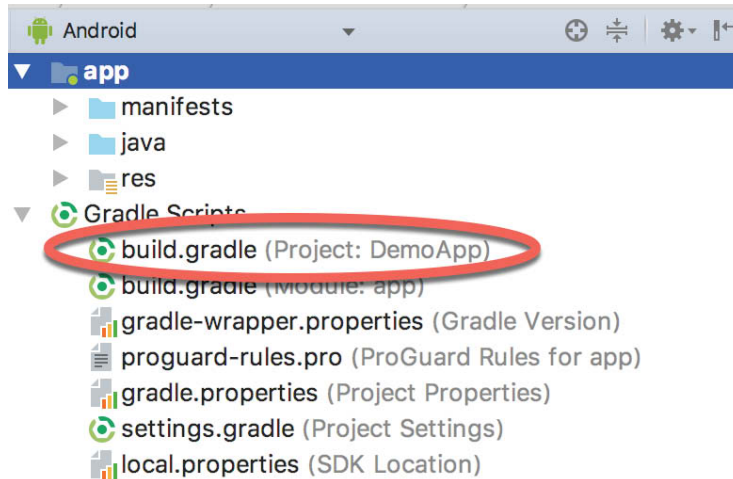 Android
app
manifests
java
res
Gradle Scripts
build.gradle (Project: DemoApp)
build.gradle (Module: app)
gradle-wrapper.properties (Gradle Version)
proguard-rules.pro (ProGuard Rules for app)
gradle.properties (Project Properties)
settings.gradle (Project Settings)
local.properties (SDK Location)